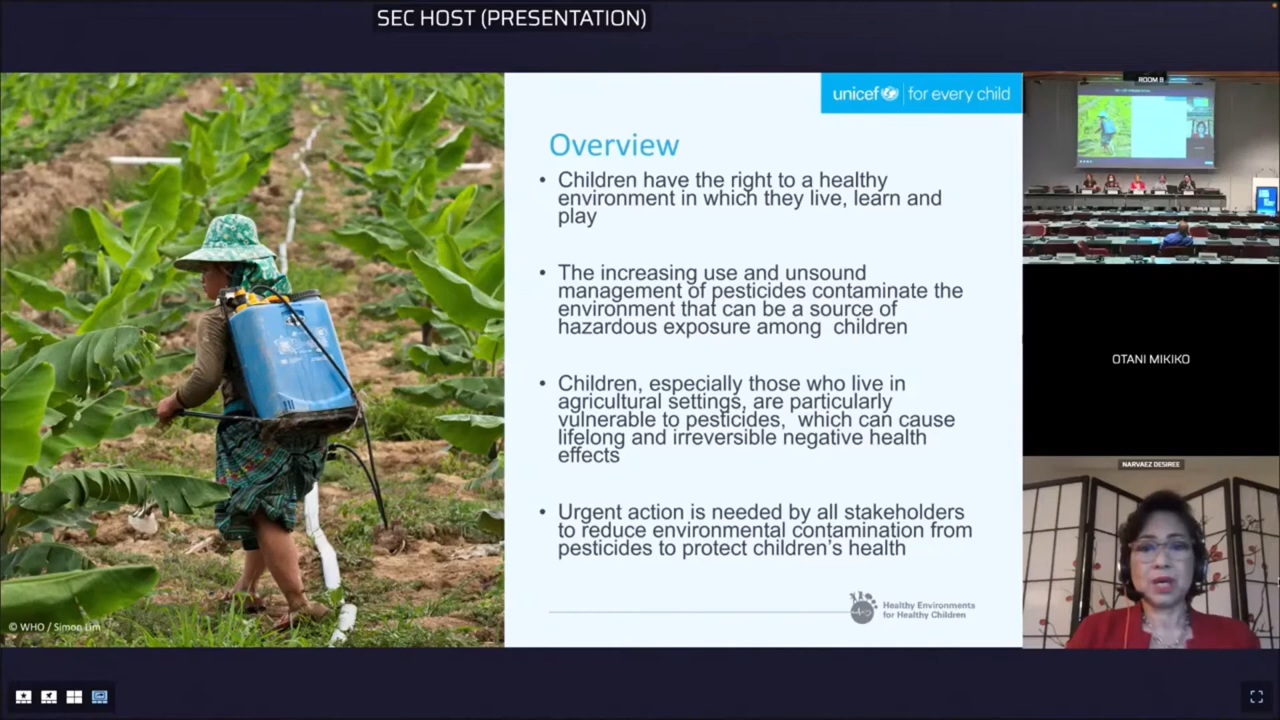 SEC HOST (PRESENTATION)
unicef for every child
Overview
• Children have the right to a healthy
environment in which they live, learn and
play
• The increasing use and unsound
management of pesticides contaminate the
environment that can be a source of
hazardous exposure among children
• Children, especially those who live in
agricultural settings, are particularly
vulnerable to pesticides, which can cause
lifelong and irreversible negative health
effects
• Urgent action is needed by all stakeholders
to reduce environmental contamination from
pesticides to protect children's health
Healthy Environments
for Healthy Children
© WHO / Simon Lim
ROOM B
OTANI MIKIKO
NARVAEZ DESIREE